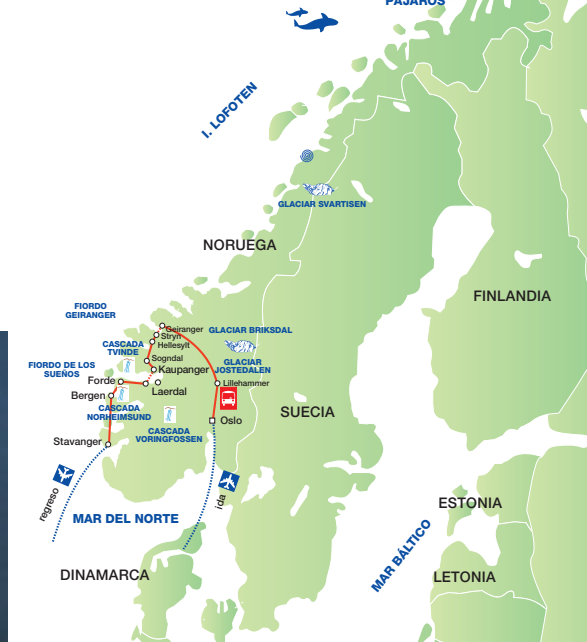 PÁJAROS
I. LOFOTEN
GLACIAR SVARTISEN
NORUEGA
FINLANDIA
FIORDO
GEIRANGER
Geiranger
GLACIAR BRIKSDAL
Stryn
Hellesylt
CASCADA
TVINDE
Sogndal
GLACIAR
JOSTEDALEN
FIORDO DE LOS
SUEÑOS
Kaupanger
Forde
Lillehammer
Laerdal
Bergen
CASCADA
NORHEIMSUND
SUECIA
Oslo
CASCADA
VORINGFOSSEN
Stavanger
regreso
ida
ESTONIA
MAR DEL NORTE
MAR BÁLTICO
DINAMARCA
LETONIA